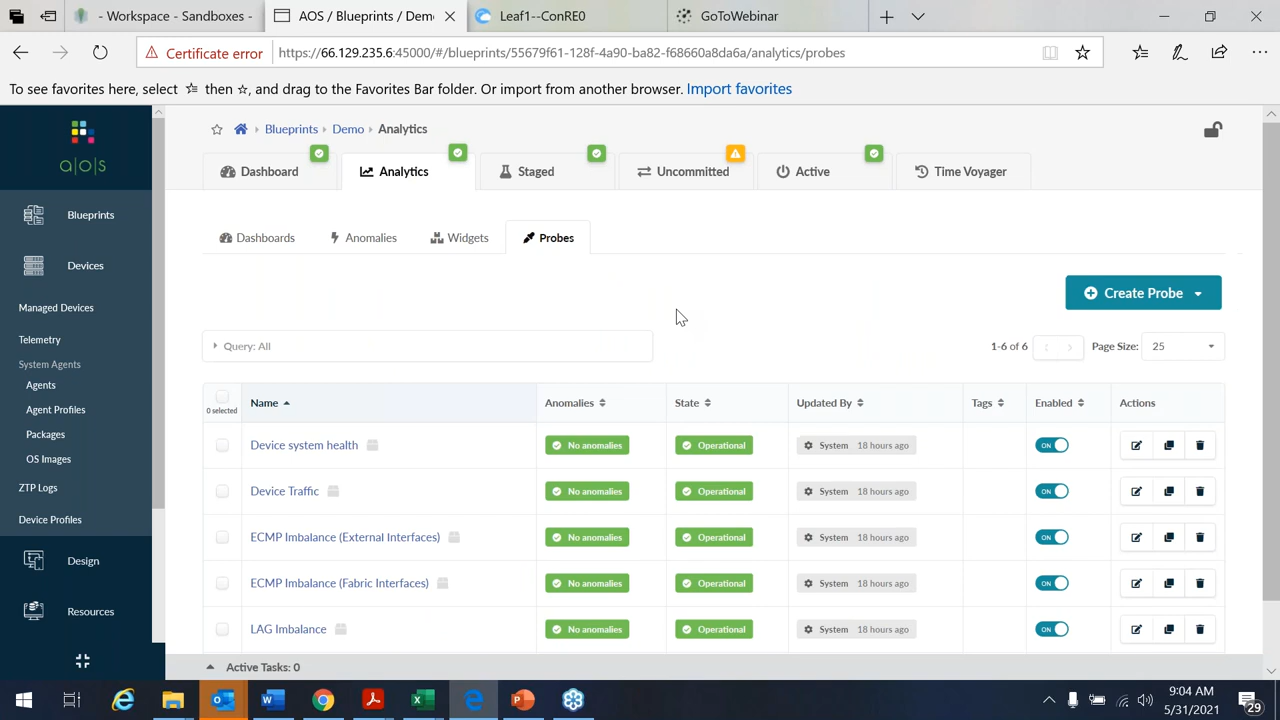 - Workspace - Sandboxes -
AOS / Blueprints / Demo
Leaf1--ConRE0
GoToWebinar
Certificate error
https://66.129.235.6:45000/#/blueprints/55679f61-128f-4a90-ba82-f68660a8da6a/analytics/probes
To see favorites here, select then ☆, and drag to the Favorites Bar folder. Or import from another browser. Import favorites
a|o|s
Blueprints
Devices
Managed Devices
Telemetry
System Agents
Agents
Agent Profiles
Packages
OS Images
ZTP Logs
Device Profiles
Design
Resources
Blueprints Demo Analytics
Dashboard
Analytics
Staged
Uncommitted
Active
Time Voyager
Dashboards
Anomalies
Widgets
Probes
Create Probe
Query: All
1-6 of 6
Page Size: 25
0 selected
Name Anomalies State Updated By Tags Enabled Actions
Device system health No anomalies Operational System 18 hours ago ON
Device Traffic No anomalies Operational System 18 hours ago ON
ECMP Imbalance (External Interfaces) No anomalies Operational System 18 hours ago ON
ECMP Imbalance (Fabric Interfaces) No anomalies Operational System 18 hours ago ON
LAG Imbalance No anomalies Operational System 18 hours ago ON
Active Tasks: 0
9:04 AM
5/31/2021
29